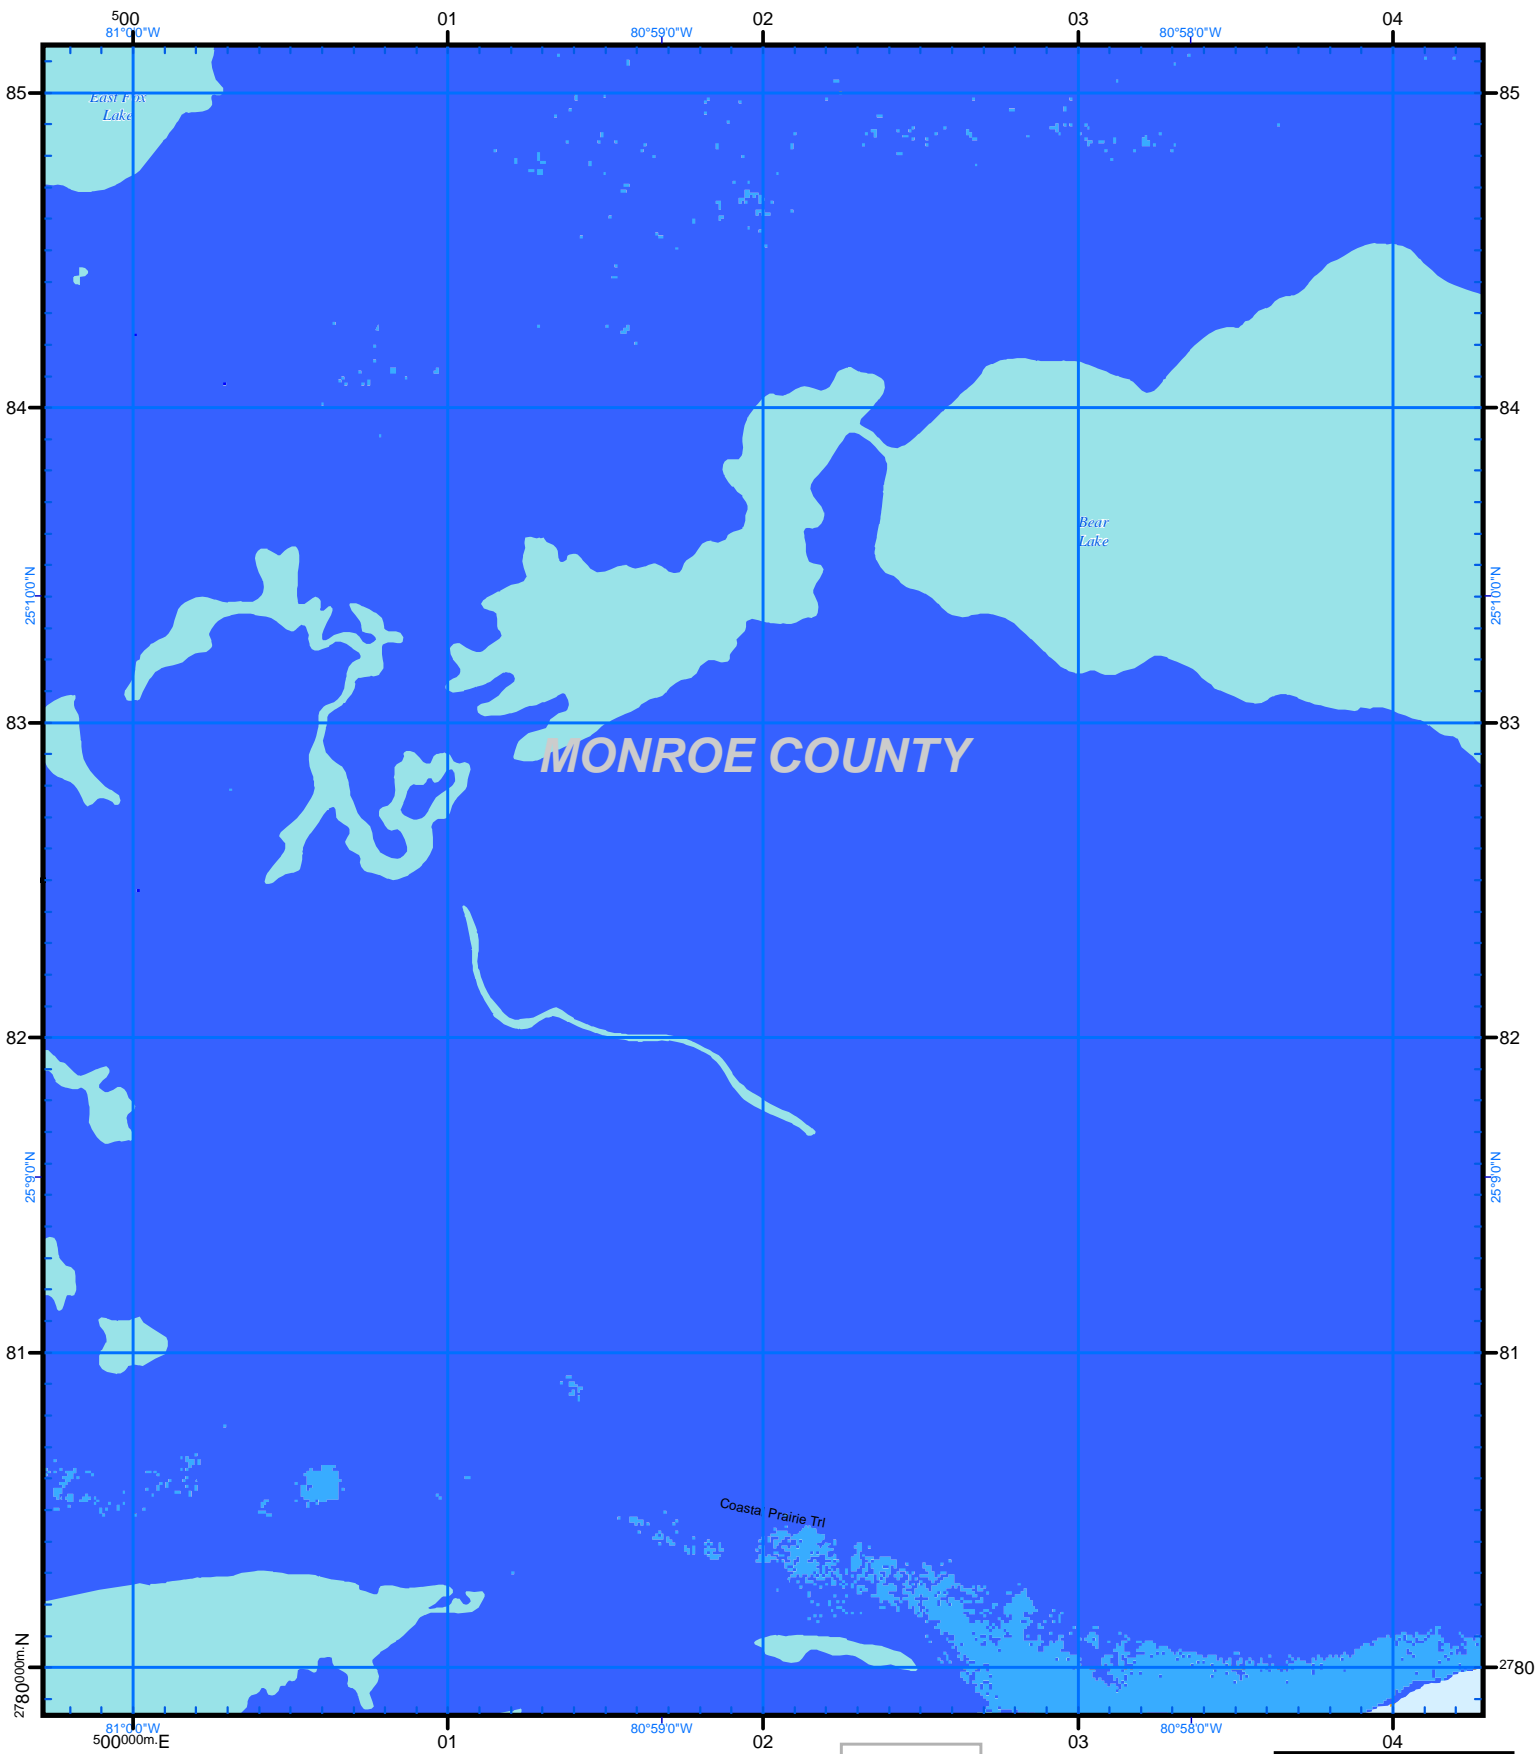 500 01 02 03 04
81°0'0"W 80°59'0"W 80°58'0"W
85 85
East Fox
Lake
84 84
Bear
Lake
25°10'0"N 25°10'0"N
83 83
MONROE COUNTY
82 82
25°9'0"N 25°9'0"N
81 81
Coastal Prairie Trl
2780000m.N 2780
81°0'0"W 80°59'0"W 80°58'0"W
500000m.E 01 02 03 04